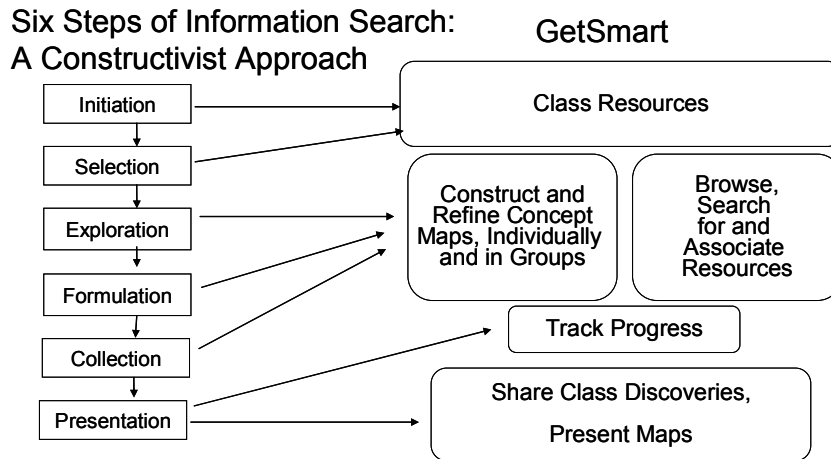 Six Steps of Information Search:
A Constructivist Approach
GetSmart
Initiation
Selection
Exploration
Formulation
Collection
Presentation
Class Resources
Construct and
Refine Concept
Maps, Individually
and in Groups
Browse,
Search
for and
Associate
Resources
Track Progress
Share Class Discoveries,
Present Maps